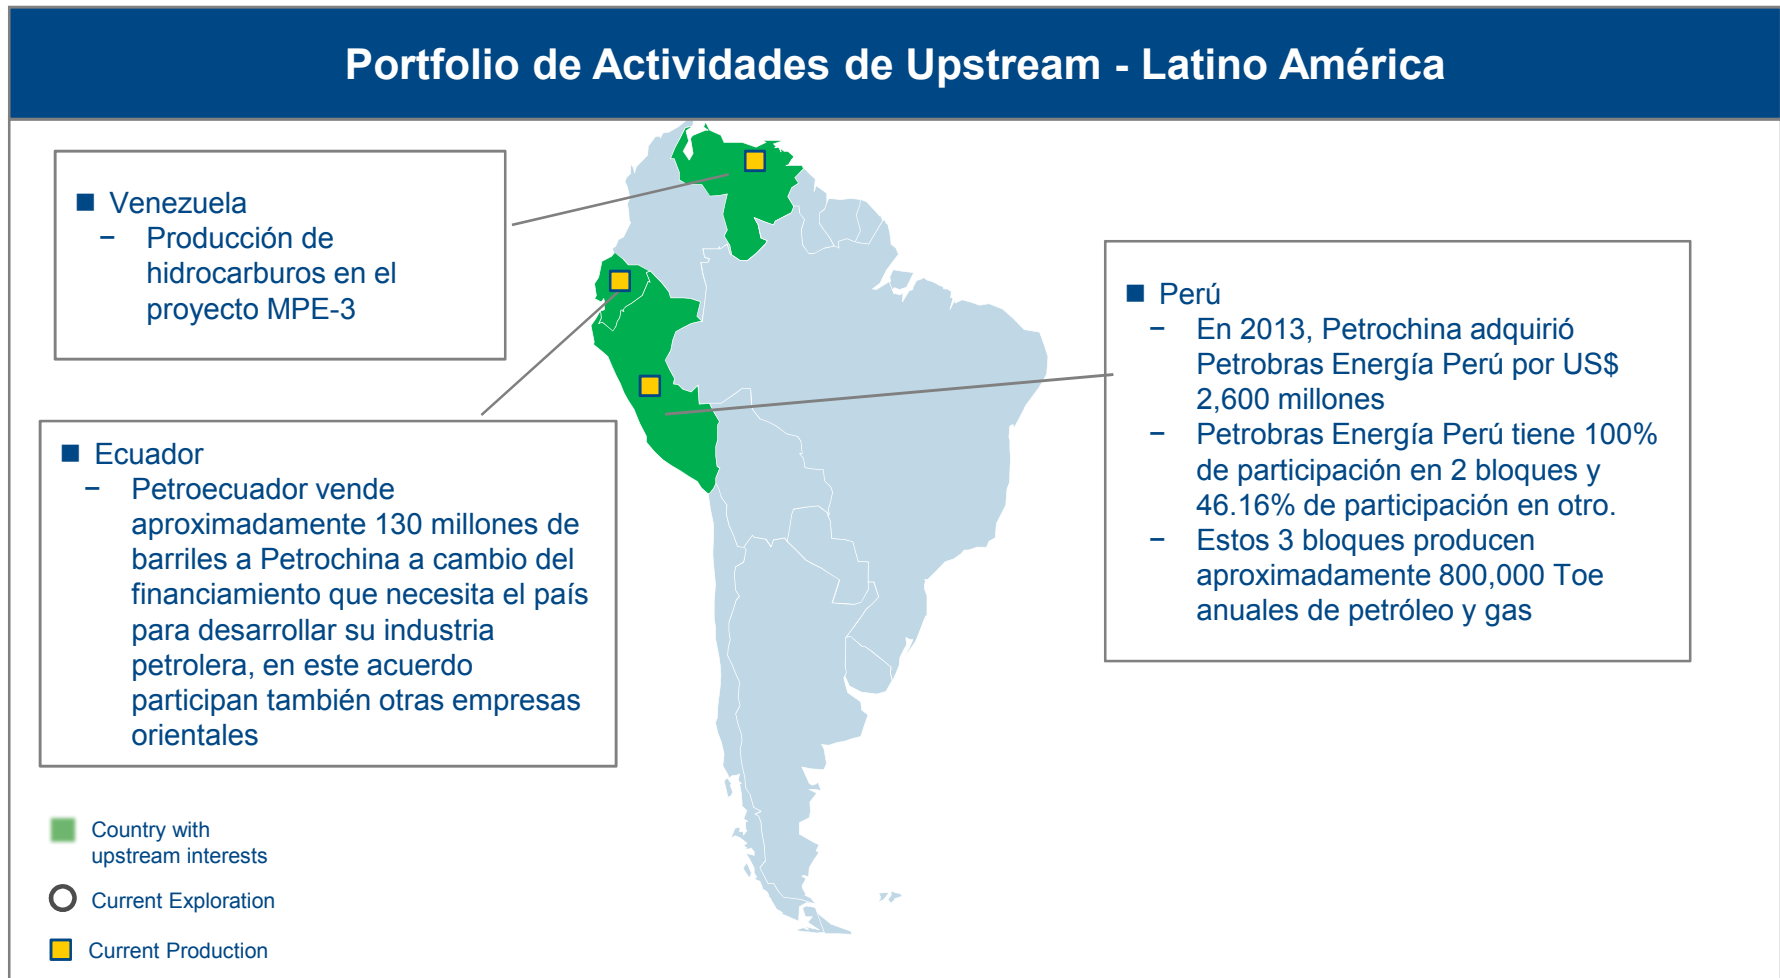 Portfolio de Actividades de Upstream - Latino América
■ Venezuela
− Producción de
hidrocarburos en el
proyecto MPE-3
■ Ecuador
− Petroecuador vende
aproximadamente 130 millones de
barriles a Petrochina a cambio del
financiamiento que necesita el país
para desarrollar su industria
petrolera, en este acuerdo
participan también otras empresas
orientales
■ Perú
− En 2013, Petrochina adquirió
Petrobras Energía Perú por US$
2,600 millones
− Petrobras Energía Perú tiene 100%
de participación en 2 bloques y
46.16% de participación en otro.
− Estos 3 bloques producen
aproximadamente 800,000 Toe
anuales de petróleo y gas
Country with
upstream interests
Current Exploration
Current Production